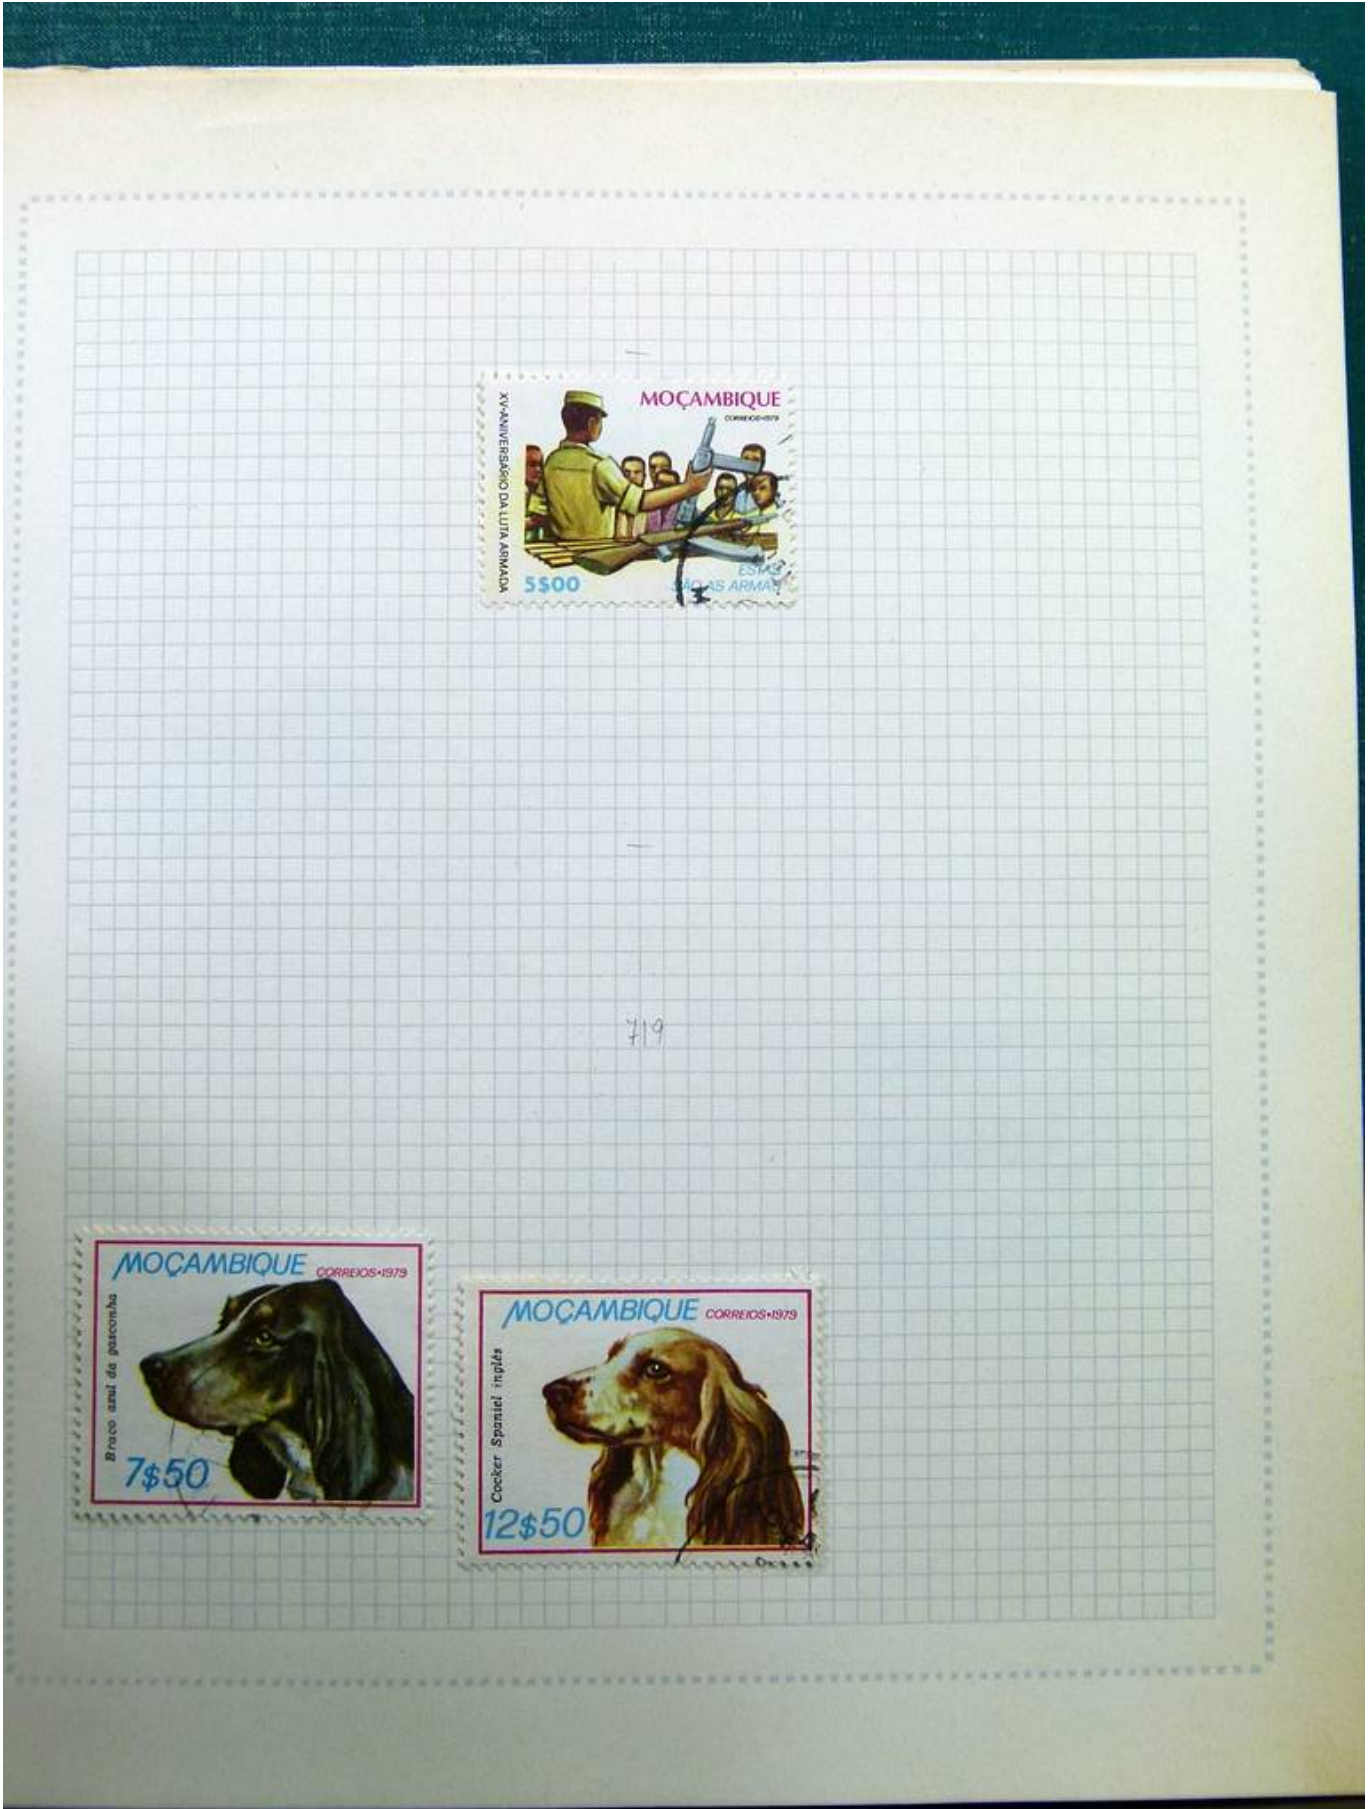 MOÇAMBIQUE
CORREIOS•1979
XV-ANIVERSÁRIO DA LUTA ARMADA
5$00
ESTAS
SÃO AS ARMAS
719
MOÇAMBIQUE
CORREIOS•1979
Braco azul da gasconha
7$50
MOÇAMBIQUE
CORREIOS•1979
Cocker Spaniel inglês
12$50